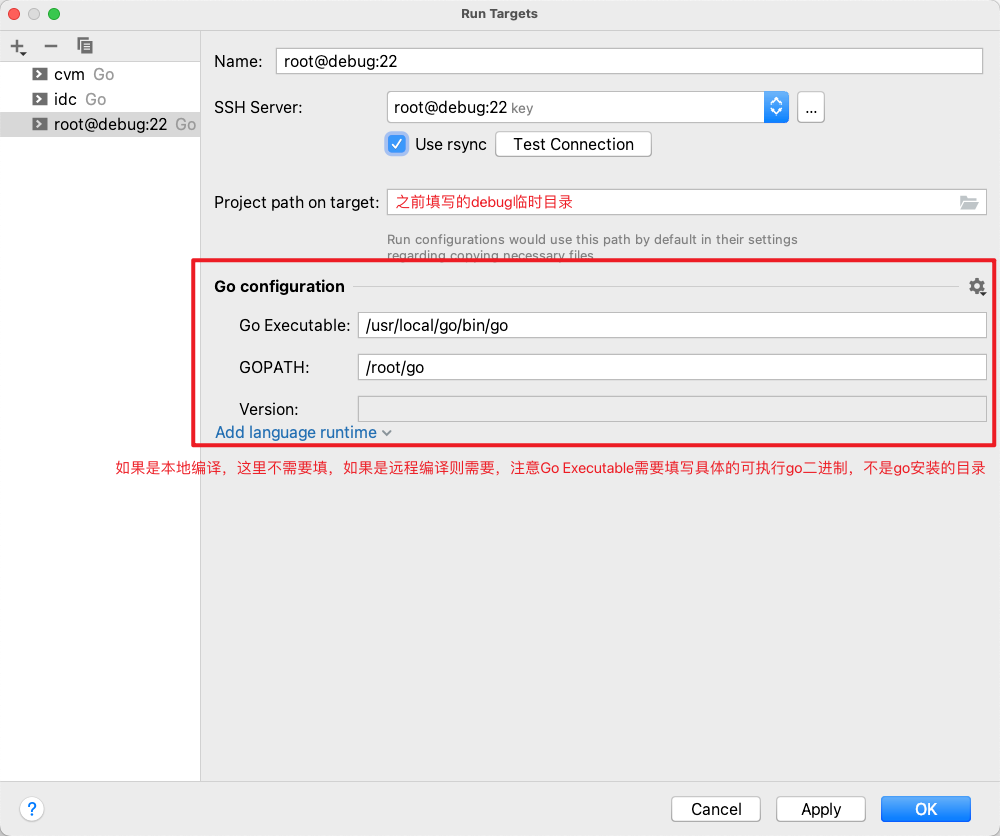 Run Targets
cvm Go
idc Go
root@debug:22 Go
Name: root@debug:22
SSH Server: root@debug:22 key ...
Use rsync Test Connection
Project path on target: 之前填写的debug临时目录
Run configurations would use this path by default in their settings
regarding copying necessary files
Go configuration
Go Executable: /usr/local/go/bin/go
GOPATH: /root/go
Version:
Add language runtime
如果是本地编译，这里不需要填，如果是远程编译则需要，注意Go Executable需要填写具体的可执行go二进制，不是go安装的目录
? Cancel Apply OK